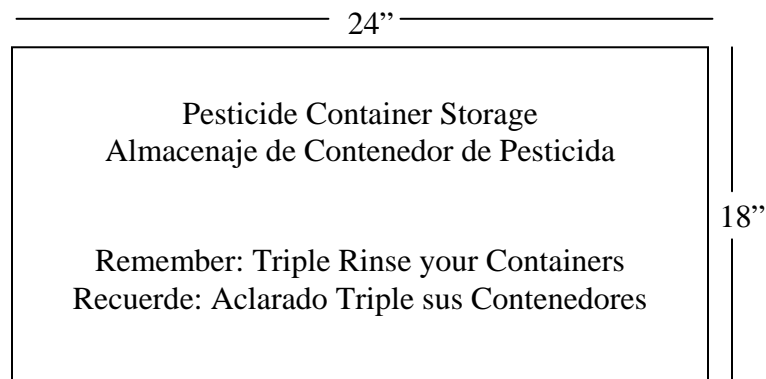 24”
Pesticide Container Storage
Almacenaje de Contenedor de Pesticida
18”
Remember: Triple Rinse your Containers
Recuerde: Aclarado Triple sus Contenedores